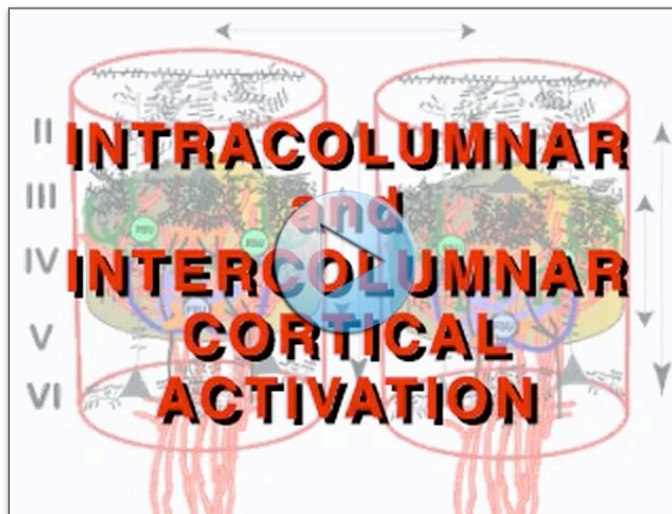 II
INTRACOLUMNAR
III
and
IV
INTERCOLUMNAR
V
CORTICAL
VI
ACTIVATION